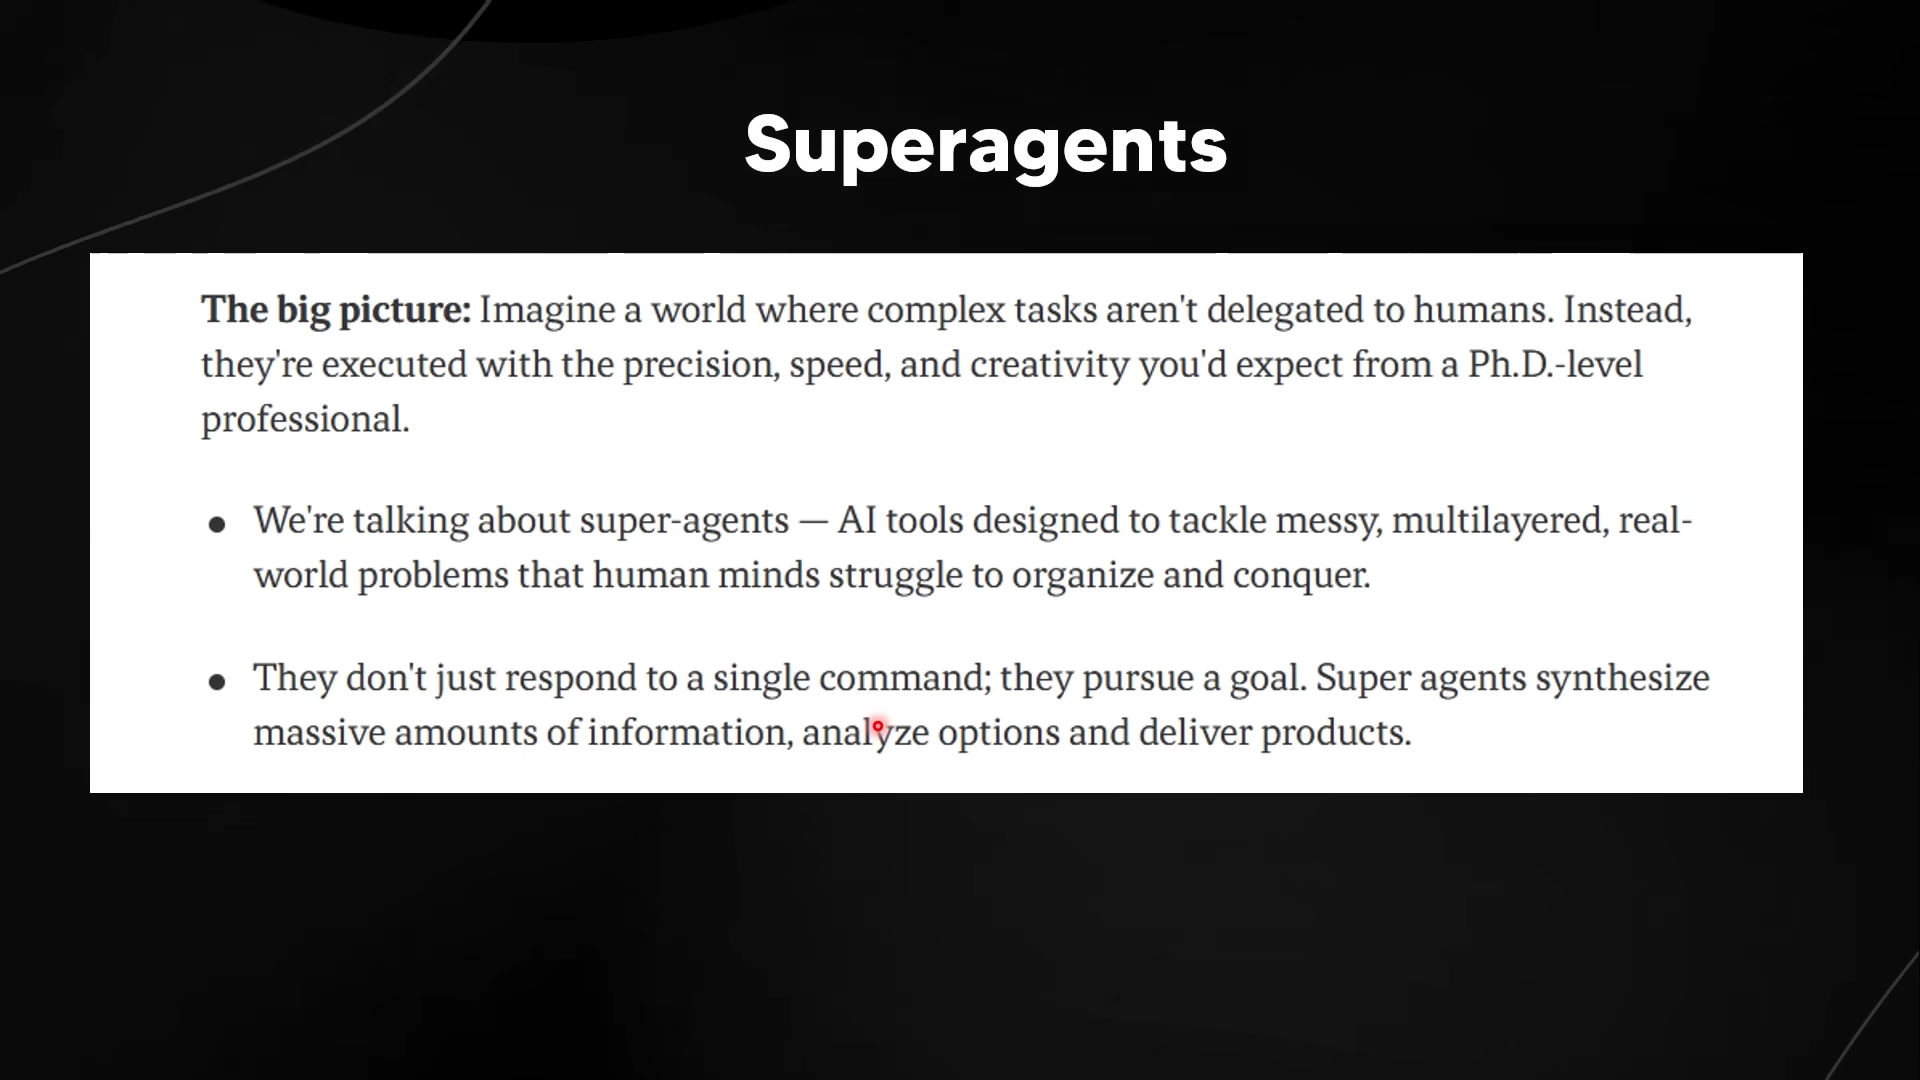 Superagents
The big picture: Imagine a world where complex tasks aren't delegated to humans. Instead,
they're executed with the precision, speed, and creativity you'd expect from a Ph.D.-level
professional.
● We're talking about super-agents — AI tools designed to tackle messy, multilayered, real-
world problems that human minds struggle to organize and conquer.
● They don't just respond to a single command; they pursue a goal. Super agents synthesize
massive amounts of information, analyze options and deliver products.